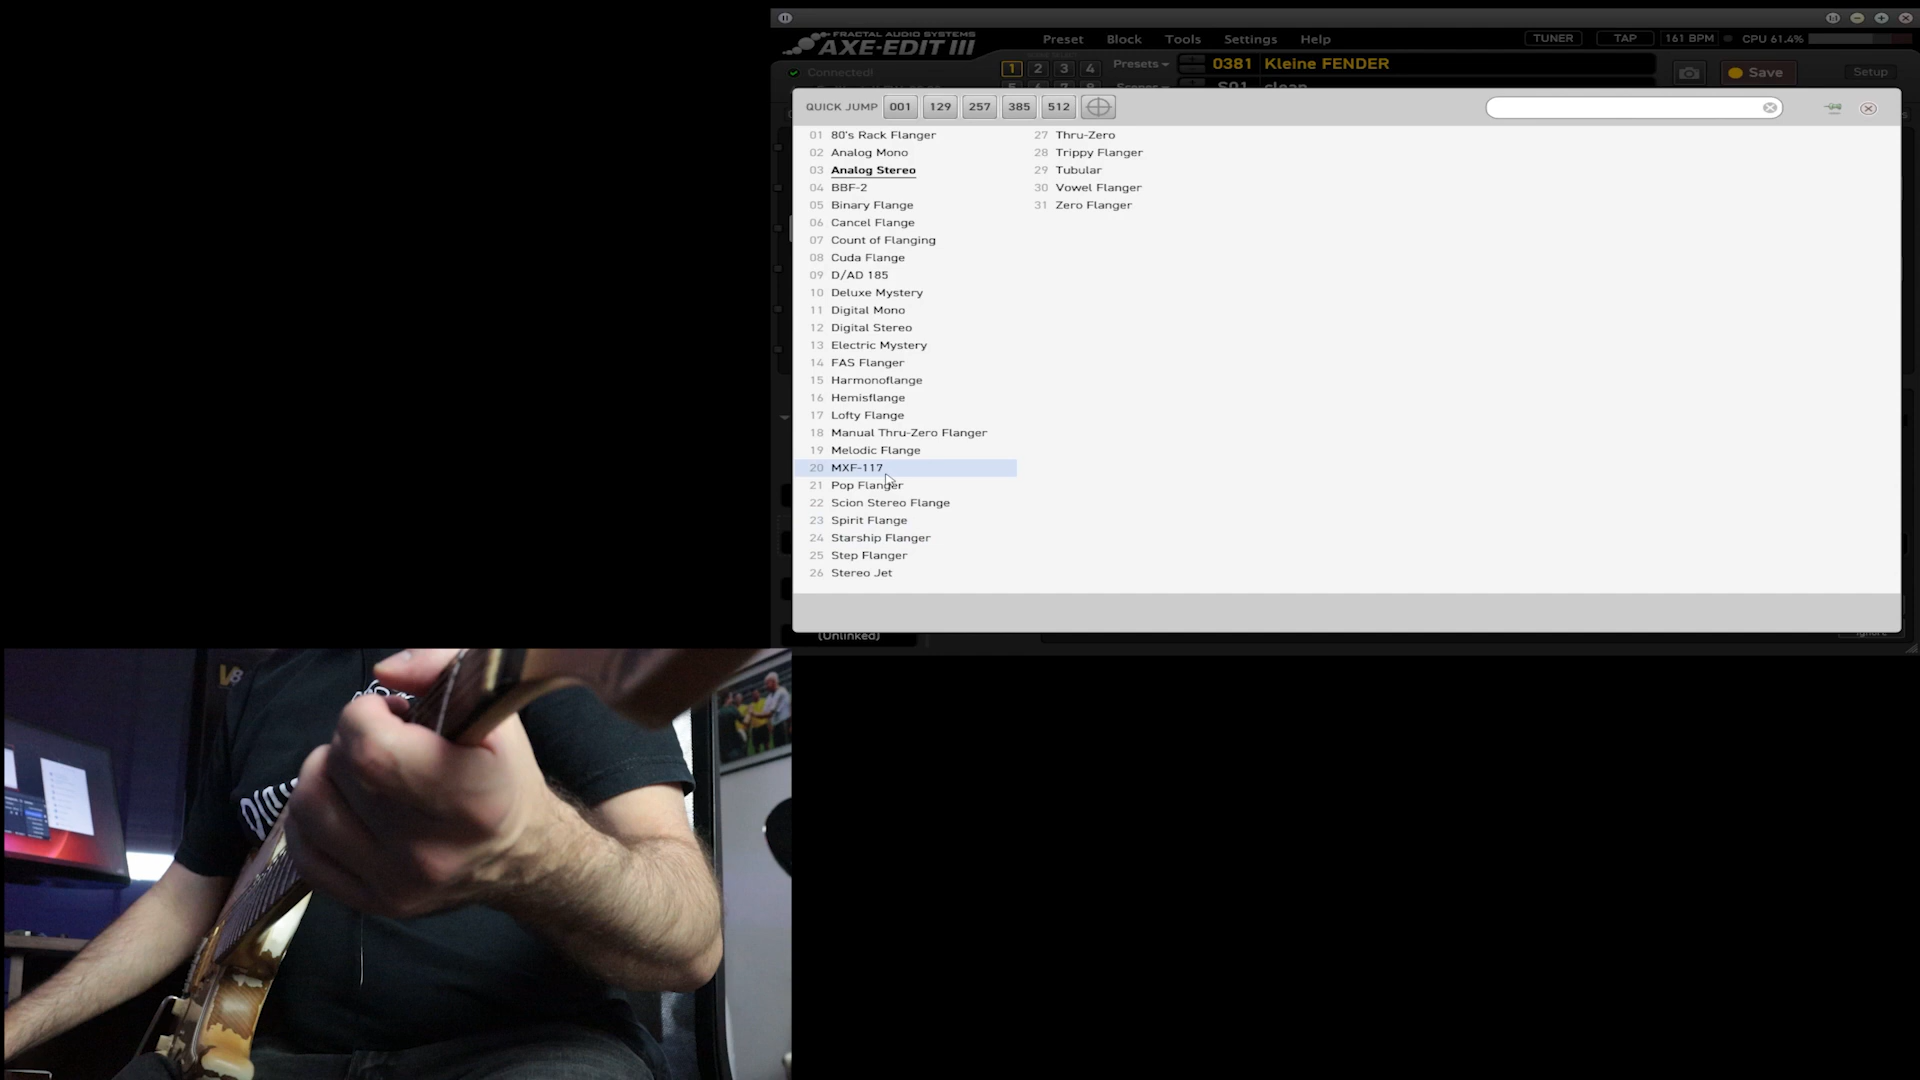 FRACTAL AUDIO SYSTEMS
AXE-EDIT III
Preset Block Tools Settings Help
TUNER TAP 161 BPM CPU 61.4%
Connected!
1 2 3 4
Presets
0381 Kleine FENDER
Save
Setup
S01 clean
QUICK JUMP 001 129 257 385 512
01 80's Rack Flanger
02 Analog Mono
03 Analog Stereo
04 BBF-2
05 Binary Flange
06 Cancel Flange
07 Count of Flanging
08 Cuda Flange
09 D/AD 185
10 Deluxe Mystery
11 Digital Mono
12 Digital Stereo
13 Electric Mystery
14 FAS Flanger
15 Harmonoflange
16 Hemisflange
17 Lofty Flange
18 Manual Thru-Zero Flanger
19 Melodic Flange
20 MXF-117
21 Pop Flanger
22 Scion Stereo Flange
23 Spirit Flange
24 Starship Flanger
25 Step Flanger
26 Stereo Jet
27 Thru-Zero
28 Trippy Flanger
29 Tubular
30 Vowel Flanger
31 Zero Flanger
(Unlinked)